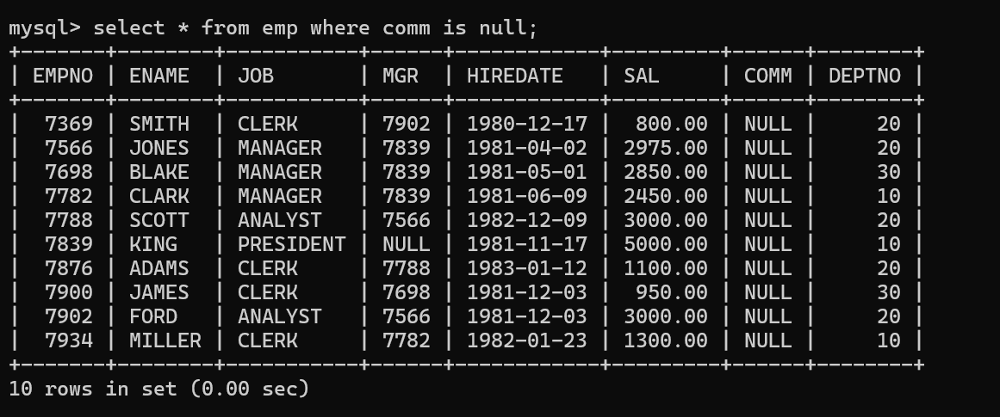 mysql> select * from emp where comm is null;
+-------+--------+-----------+------+------------+---------+------+--------+
| EMPNO | ENAME  | JOB       | MGR  | HIREDATE   | SAL     | COMM | DEPTNO |
+-------+--------+-----------+------+------------+---------+------+--------+
|  7369 | SMITH  | CLERK     | 7902 | 1980-12-17 |  800.00 | NULL |     20 |
|  7566 | JONES  | MANAGER   | 7839 | 1981-04-02 | 2975.00 | NULL |     20 |
|  7698 | BLAKE  | MANAGER   | 7839 | 1981-05-01 | 2850.00 | NULL |     30 |
|  7782 | CLARK  | MANAGER   | 7839 | 1981-06-09 | 2450.00 | NULL |     10 |
|  7788 | SCOTT  | ANALYST   | 7566 | 1982-12-09 | 3000.00 | NULL |     20 |
|  7839 | KING   | PRESIDENT | NULL | 1981-11-17 | 5000.00 | NULL |     10 |
|  7876 | ADAMS  | CLERK     | 7788 | 1983-01-12 | 1100.00 | NULL |     20 |
|  7900 | JAMES  | CLERK     | 7698 | 1981-12-03 |  950.00 | NULL |     30 |
|  7902 | FORD   | ANALYST   | 7566 | 1981-12-03 | 3000.00 | NULL |     20 |
|  7934 | MILLER | CLERK     | 7782 | 1982-01-23 | 1300.00 | NULL |     10 |
+-------+--------+-----------+------+------------+---------+------+--------+
10 rows in set (0.00 sec)